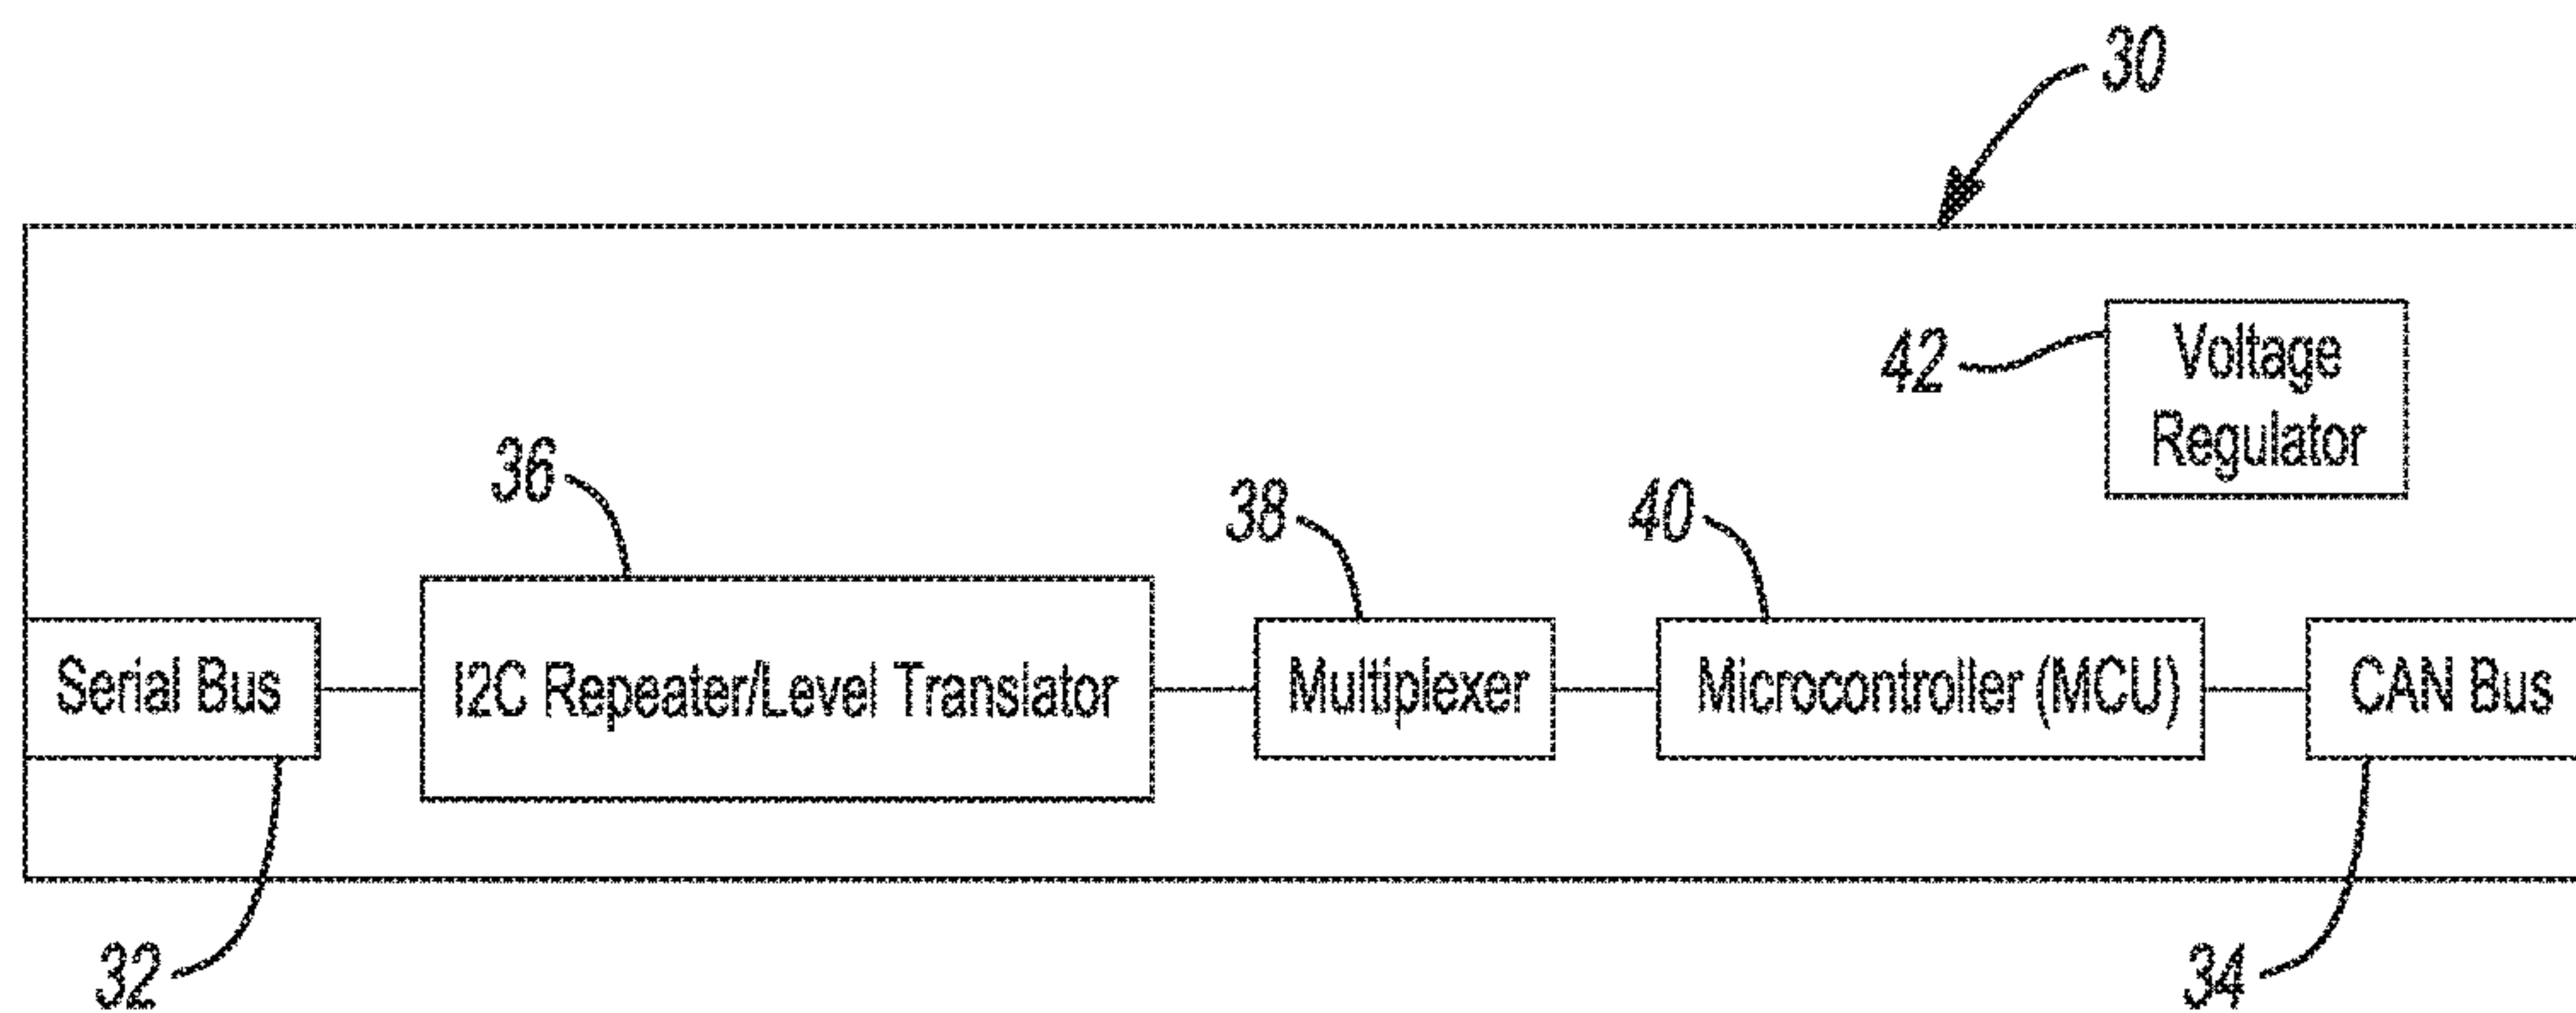 30
42
Voltage
Regulator
36
38
40
Serial Bus
I2C Repeater/Level Translator
Multiplexer
Microcontroller (MCU)
CAN Bus
32
34